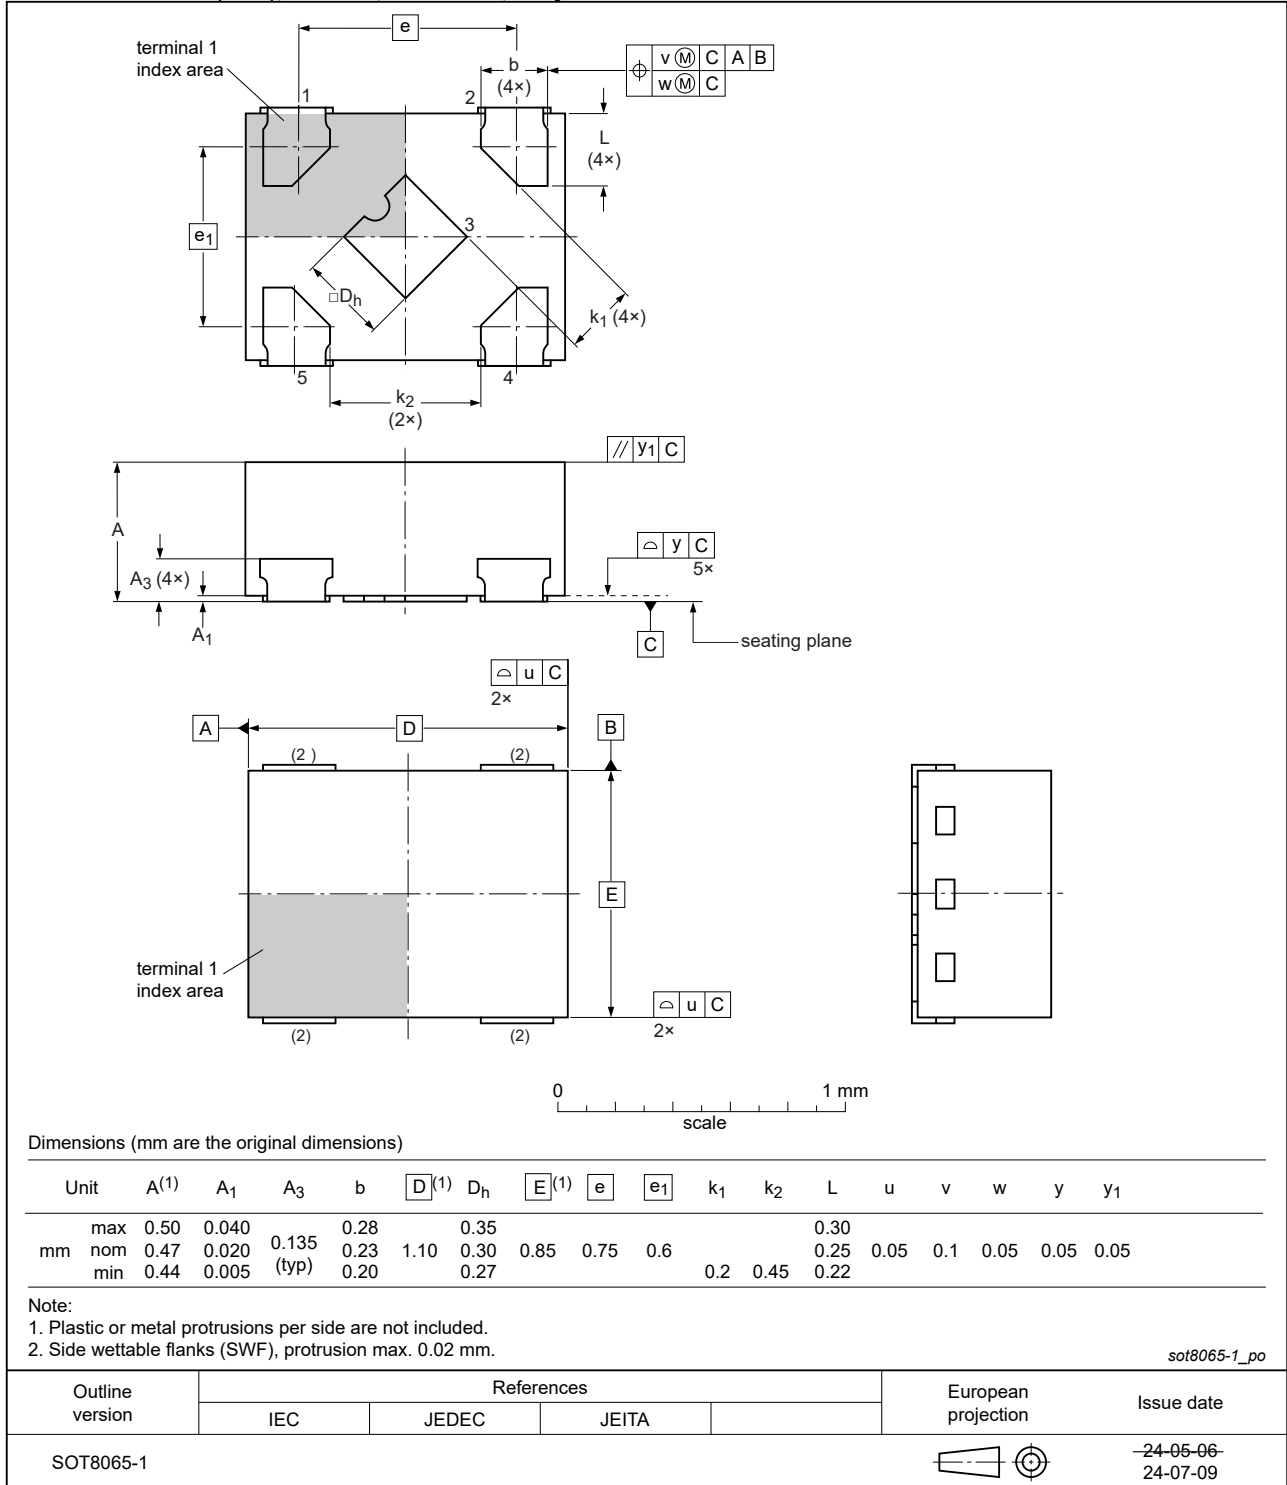 e
terminal 1
index area
b
(4×)
v Ⓜ C A B
w Ⓜ C
1
2
L
(4×)
e1
3
□Dh
k1 (4×)
5
4
k2
(2×)
// y1 C
A
A3 (4×)
A1
⌓ y C
5×
C
seating plane
⌓ u C
2×
A
D
B
(2 )
(2)
E
terminal 1
index area
⌓ u C
2×
(2)
(2)
0
1 mm
scale
Dimensions (mm are the original dimensions)
Unit A(1) A1 A3 b D(1) Dh E(1) e e1 k1 k2 L u v w y y1
max 0.50 0.040 0.28 0.35 0.30
mm nom 0.47 0.020 0.135 (typ) 0.23 1.10 0.30 0.85 0.75 0.6 0.25 0.05 0.1 0.05 0.05 0.05
min 0.44 0.005 0.20 0.27 0.2 0.45 0.22
Note:
1. Plastic or metal protrusions per side are not included.
2. Side wettable flanks (SWF), protrusion max. 0.02 mm.
sot8065-1_po
Outline
version
References
IEC JEDEC JEITA
European
projection
Issue date
SOT8065-1
24-05-06
24-07-09